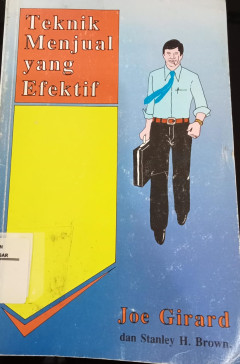 Teknik
Menjual
yang
Efektif
Joe Girard
dan Stanley H. Brown.